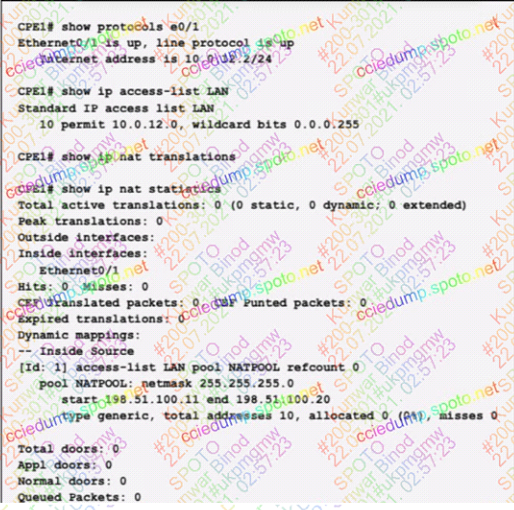 CPE1# show protocols e0/1
Ethernet0/1 is up, line protocol is up
Internet address is 10.0.12.2/24
CPE1# show ip access-list LAN
Standard IP access list LAN
10 permit 10.0.12.0, wildcard bits 0.0.0.255
CPE1# show ip nat translations
CPE1# show ip nat statistics
Total active translations: 0 (0 static, 0 dynamic; 0 extended)
Peak translations: 0
Outside interfaces:
Inside interfaces:
Ethernet0/1
Hits: 0 Misses: 0
CEF Translated packets: 0, CEF Punted packets: 0
Expired translations: 0
Dynamic mappings:
-- Inside Source
[Id: 1] access-list LAN pool NATPOOL refcount 0
pool NATPOOL: netmask 255.255.255.0
start 198.51.100.11 end 198.51.100.20
type generic, total addresses 10, allocated 0 (0%), misses 0
Total doors: 0
Appl doors: 0
Normal doors: 0
Queued Packets: 0
cciedump.spoto.net
SPOTO
22.07.2021. 02:57:23